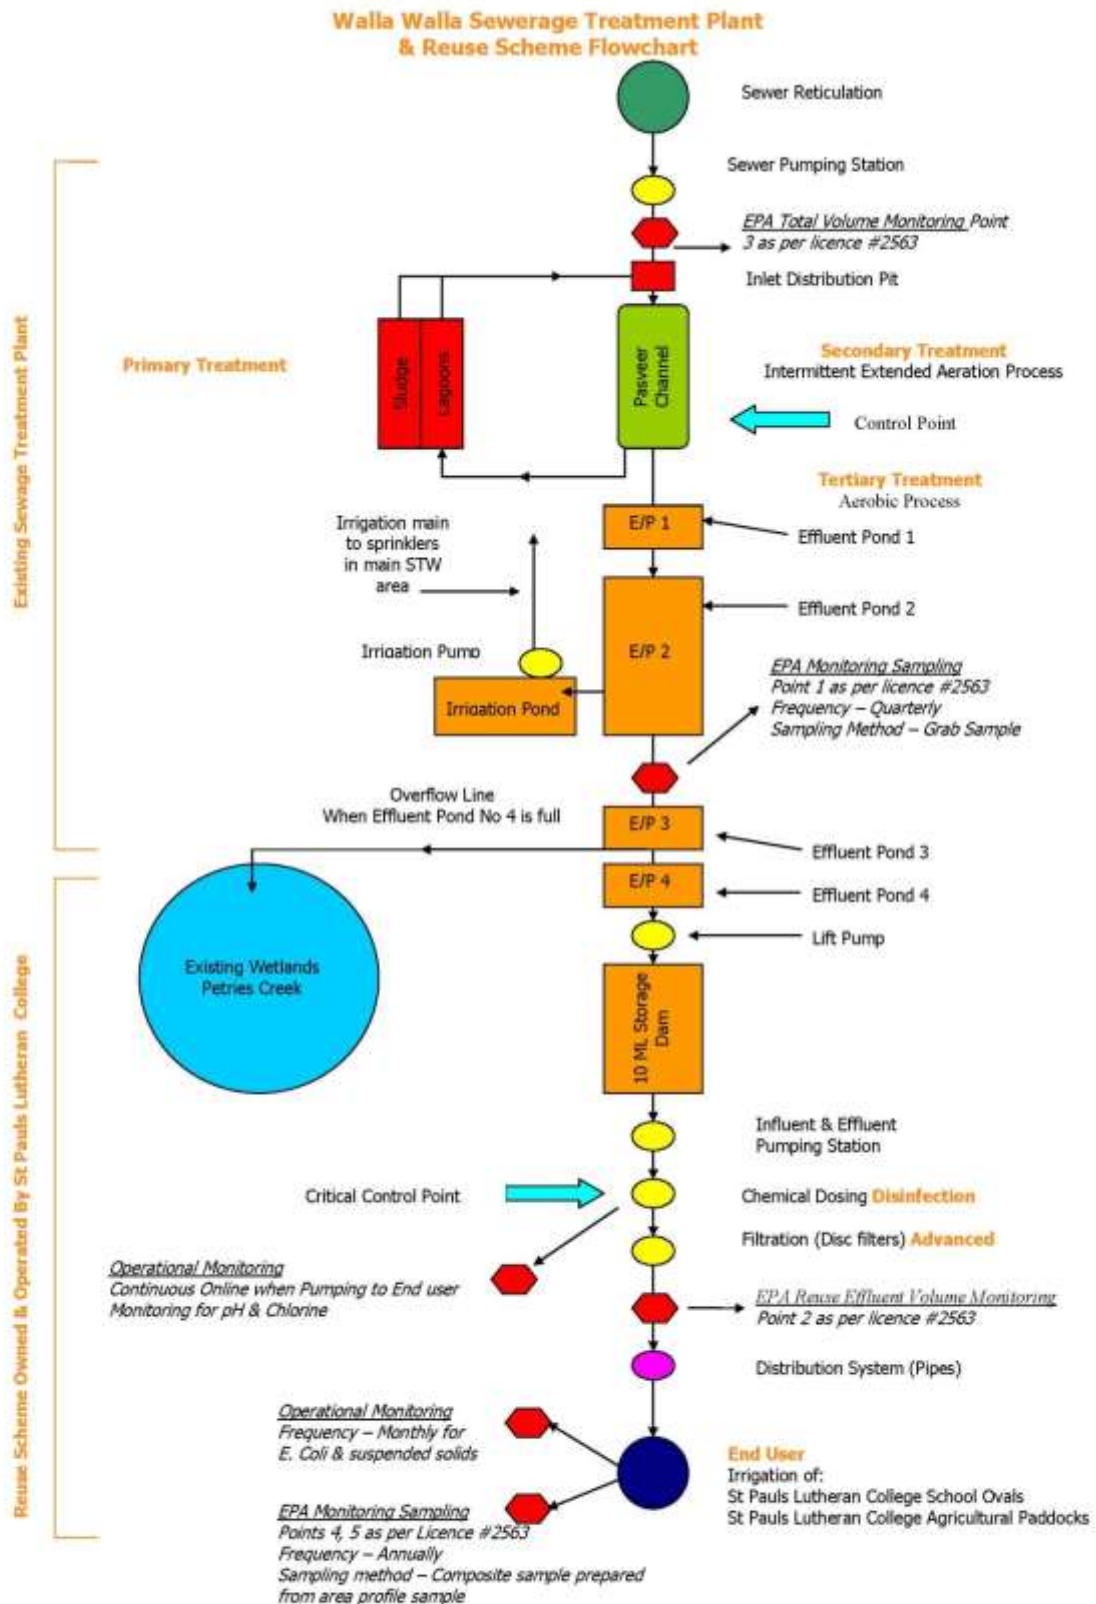 Walla Walla Sewerage Treatment Plant
& Reuse Scheme Flowchart
Sewer Reticulation
Sewer Pumping Station
EPA Total Volume Monitoring Point
3 as per licence #2563
Inlet Distribution Pit
Existing Sewage Treatment Plant
Primary Treatment
Sludge
Lagoons
Pasveer
Channel
Secondary Treatment
Intermittent Extended Aeration Process
Control Point
Tertiary Treatment
Aerobic Process
E/P 1
Effluent Pond 1
Irrigation main
to sprinklers
in main STW
area
E/P 2
Effluent Pond 2
Irrigation Pump
Irrigation Pond
EPA Monitoring Sampling
Point 1 as per licence #2563
Frequency – Quarterly
Sampling Method – Grab Sample
Overflow Line
When Effluent Pond No 4 is full
E/P 3
Effluent Pond 3
E/P 4
Effluent Pond 4
Lift Pump
Reuse Scheme Owned & Operated By St Pauls Lutheran College
Existing Wetlands
Petries Creek
10 ML Storage
Dam
Influent & Effluent
Pumping Station
Critical Control Point
Chemical Dosing Disinfection
Filtration (Disc filters) Advanced
Operational Monitoring
Continuous Online when Pumping to End user
Monitoring for pH & Chlorine
EPA Reuse Effluent Volume Monitoring
Point 2 as per licence #2563
Distribution System (Pipes)
Operational Monitoring
Frequency – Monthly for
E. Coli & suspended solids
End User
Irrigation of:
St Pauls Lutheran College School Ovals
St Pauls Lutheran College Agricultural Paddocks
EPA Monitoring Sampling
Points 4, 5 as per Licence #2563
Frequency – Annually
Sampling method – Composite sample prepared
from area profile sample